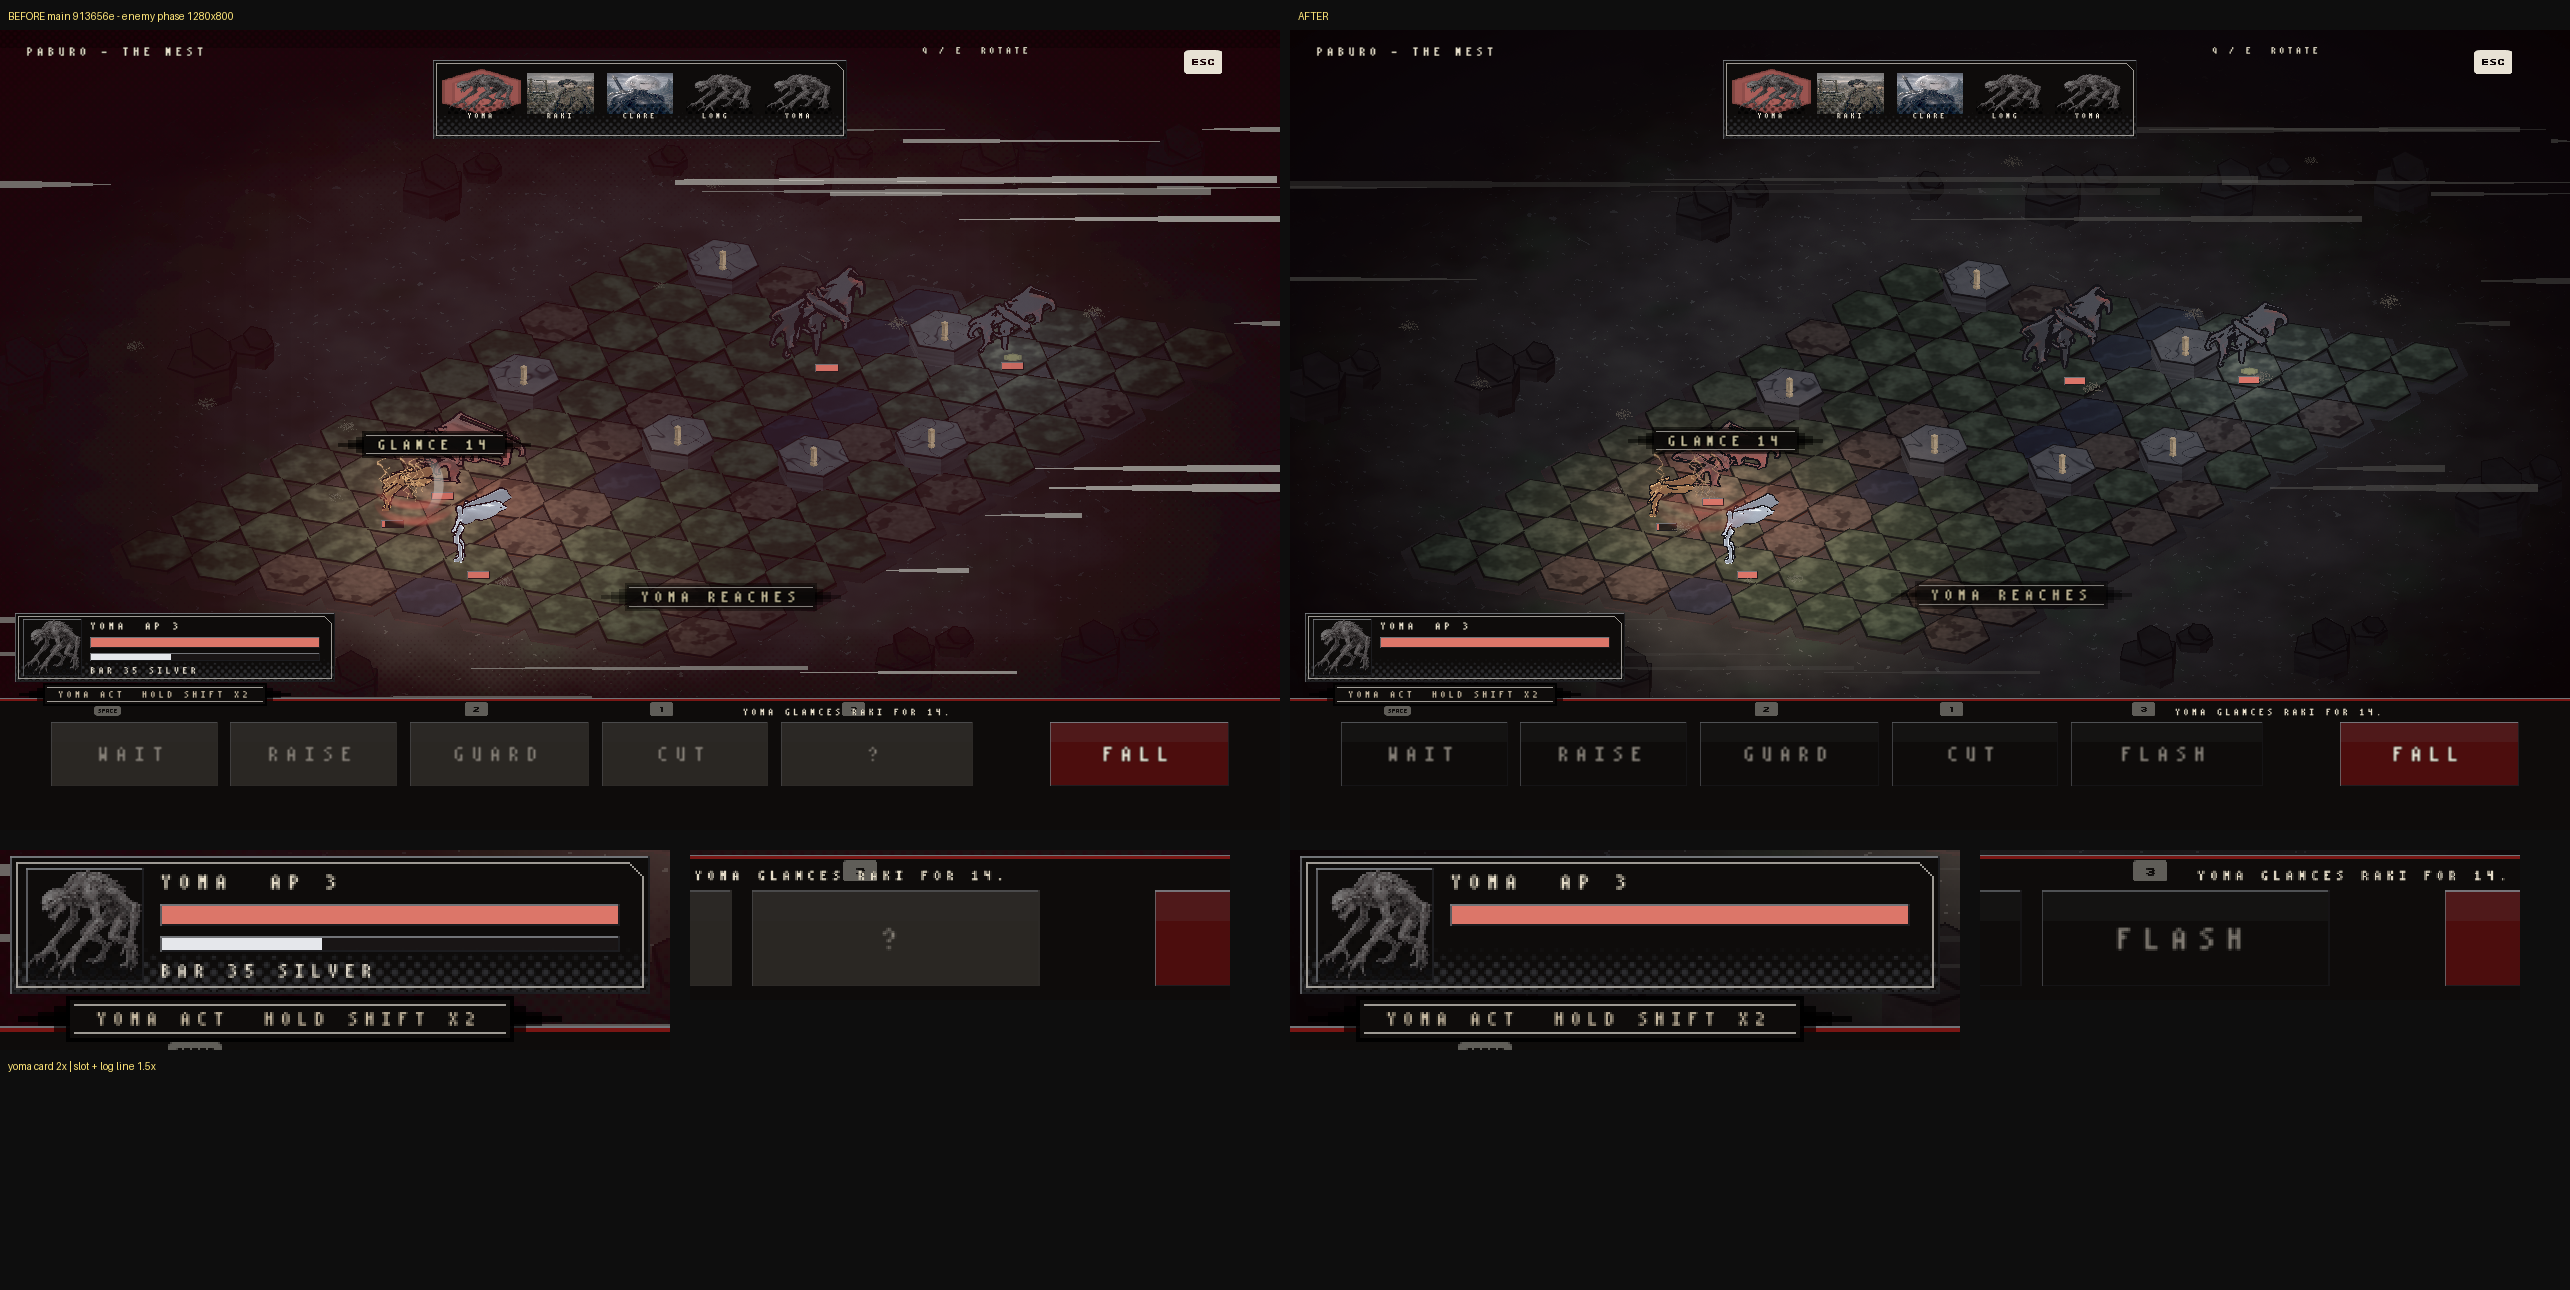 BEFORE main 913656e - enemy phase 1280x800
PABURO - THE NEST
Q / E ROTATE
ESC
YOMA RAKI CLARE LONG YOMA
GLANCE 14
YOMA REACHES
YOMA AP 3
BAR 35 SILVER
YOMA ACT HOLD SHIFT X2
SPACE 2 1
YOMA GLANCES RAKI FOR 14.
WAIT RAISE GUARD CUT ? FALL
YOMA AP 3
BAR 35 SILVER
YOMA ACT HOLD SHIFT X2
YOMA GLANCES RAKI FOR 14.
?
yoma card 2x | slot + log line 1.5x
AFTER
PABURO - THE NEST
Q / E ROTATE
ESC
YOMA RAKI CLARE LONG YOMA
GLANCE 14
YOMA REACHES
YOMA AP 3
YOMA ACT HOLD SHIFT X2
SPACE 2 1 3
YOMA GLANCES RAKI FOR 14.
WAIT RAISE GUARD CUT FLASH FALL
YOMA AP 3
YOMA ACT HOLD SHIFT X2
3 YOMA GLANCES RAKI FOR 14.
FLASH